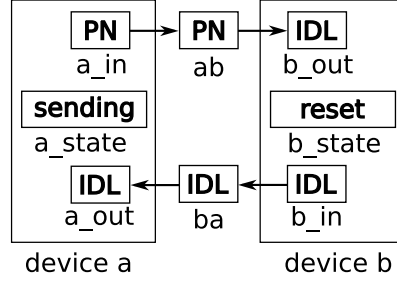 PN PN IDL
a_in ab b_out
sending reset
a_state b_state
IDL IDL IDL
a_out ba b_in
device a device b